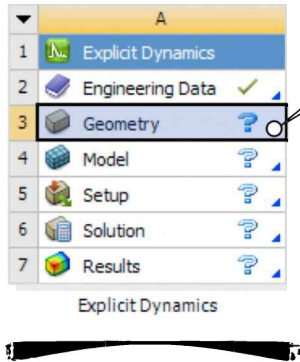 A
1 Explicit Dynamics
2 Engineering Data
3 Geometry ?
4 Model ?
5 Setup ?
6 Solution ?
7 Results ?
Explicit Dynamics